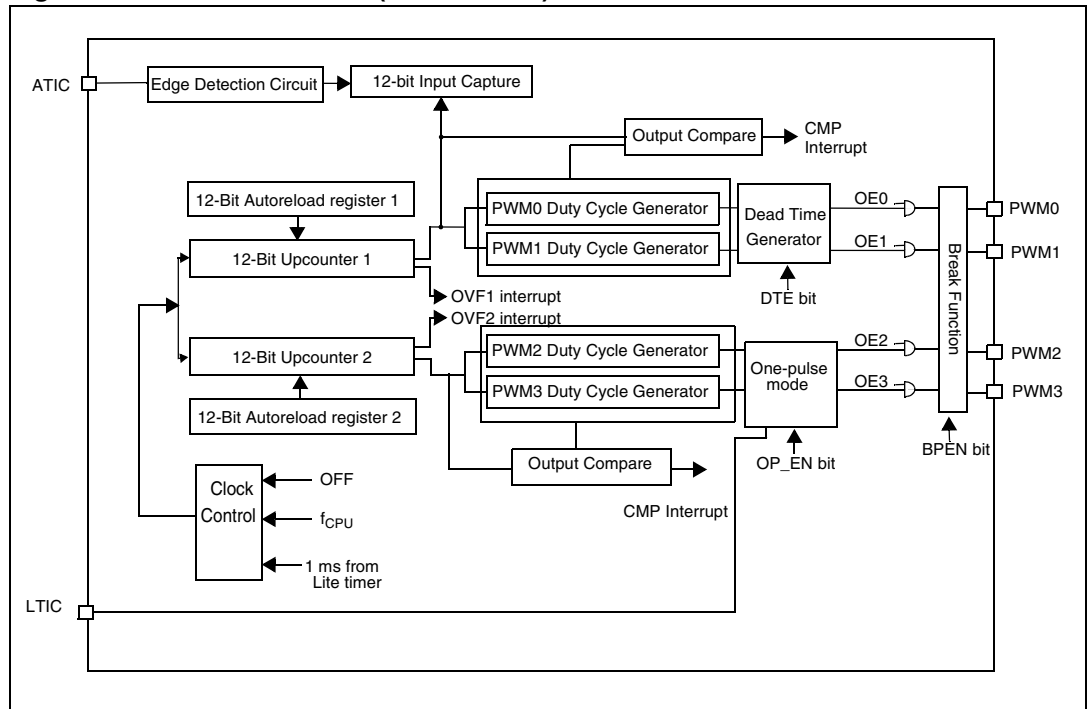 ATIC
Edge Detection Circuit
12-bit Input Capture
Output Compare
CMP
Interrupt
12-Bit Autoreload register 1
PWM0 Duty Cycle Generator
PWM1 Duty Cycle Generator
Dead Time
Generator
OE0
OE1
PWM0
PWM1
12-Bit Upcounter 1
OVF1 interrupt
OVF2 interrupt
DTE bit
Break Function
12-Bit Upcounter 2
PWM2 Duty Cycle Generator
PWM3 Duty Cycle Generator
One-pulse
mode
OE2
OE3
PWM2
PWM3
12-Bit Autoreload register 2
BPEN bit
OP_EN bit
Output Compare
CMP Interrupt
Clock
Control
OFF
fCPU
1 ms from
Lite timer
LTIC